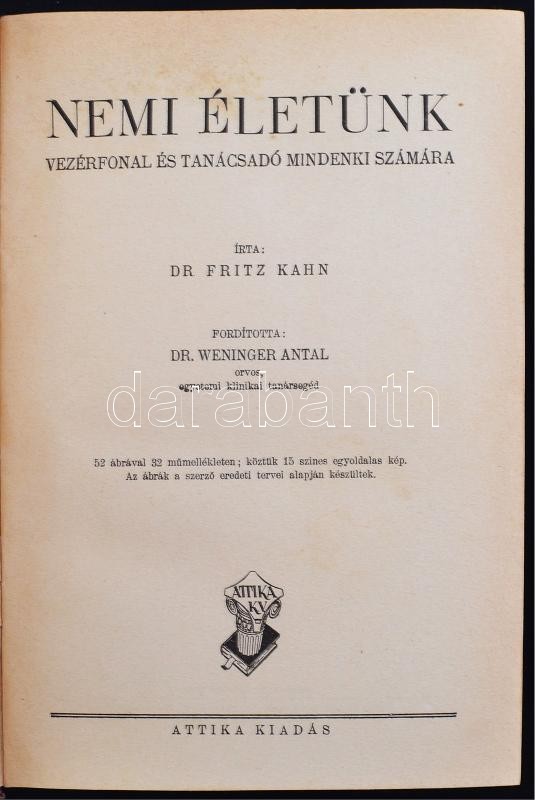 NEMI ÉLETÜNK
VEZÉRFONAL ÉS TANÁCSADÓ MINDENKI SZÁMÁRA
ÍRTA:
DR FRITZ KAHN
FORDÍTOTTA:
DR. WENINGER ANTAL
orvos,
egyetemi klinikai tanársegéd
darabanth
52 ábrával 32 műmellékleten; köztük 15 szines egyoldalas kép.
Az ábrák a szerző eredeti tervei alapján készültek.
ATTIKA
KV
ATTIKA KIADÁS